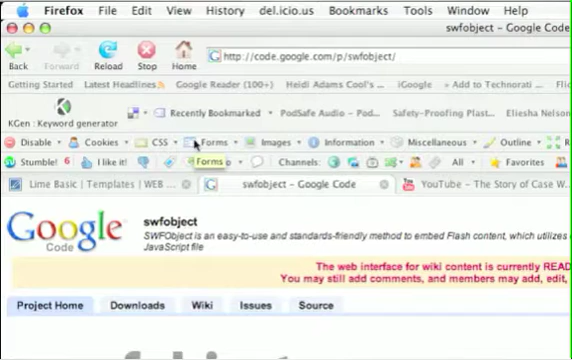 Firefox File Edit View History del.icio.us Bookmarks Tools Window Help
swfobject – Google Code
Back Forward Reload Stop Home http://code.google.com/p/swfobject/
Getting Started Latest Headlines Google Reader (100+) Heidi Adams Cool's ... iGoogle + Add to Technorati ... Flic
KGen : Keyword generator Recently Bookmarked PodSafe Audio – Pod... Safety-Proofing Plast... Eliesha Nelson
Disable Cookies CSS Forms Images Information Miscellaneous Outline R
Stumble! 6 I like it! Forms Channels: All Favorites
Lime Basic | Templates | WEB ... swfobject – Google Code YouTube – The Story of Case W
Google Code
swfobject
SWFObject is an easy-to-use and standards-friendly method to embed Flash content, which utilizes
JavaScript file
The web interface for wiki content is currently READ
You may still add comments, and members may add, edit,
Project Home Downloads Wiki Issues Source